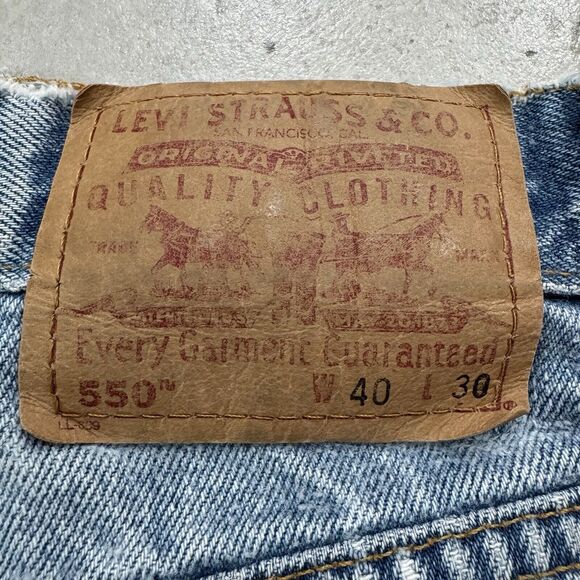 LEVI STRAUSS & CO.
SAN FRANCISCO, CAL.
ORIGINAL RIVETED
QUALITY CLOTHING
TRADE MARK
Every Garment Guaranteed
550™ W 40 L 30
®